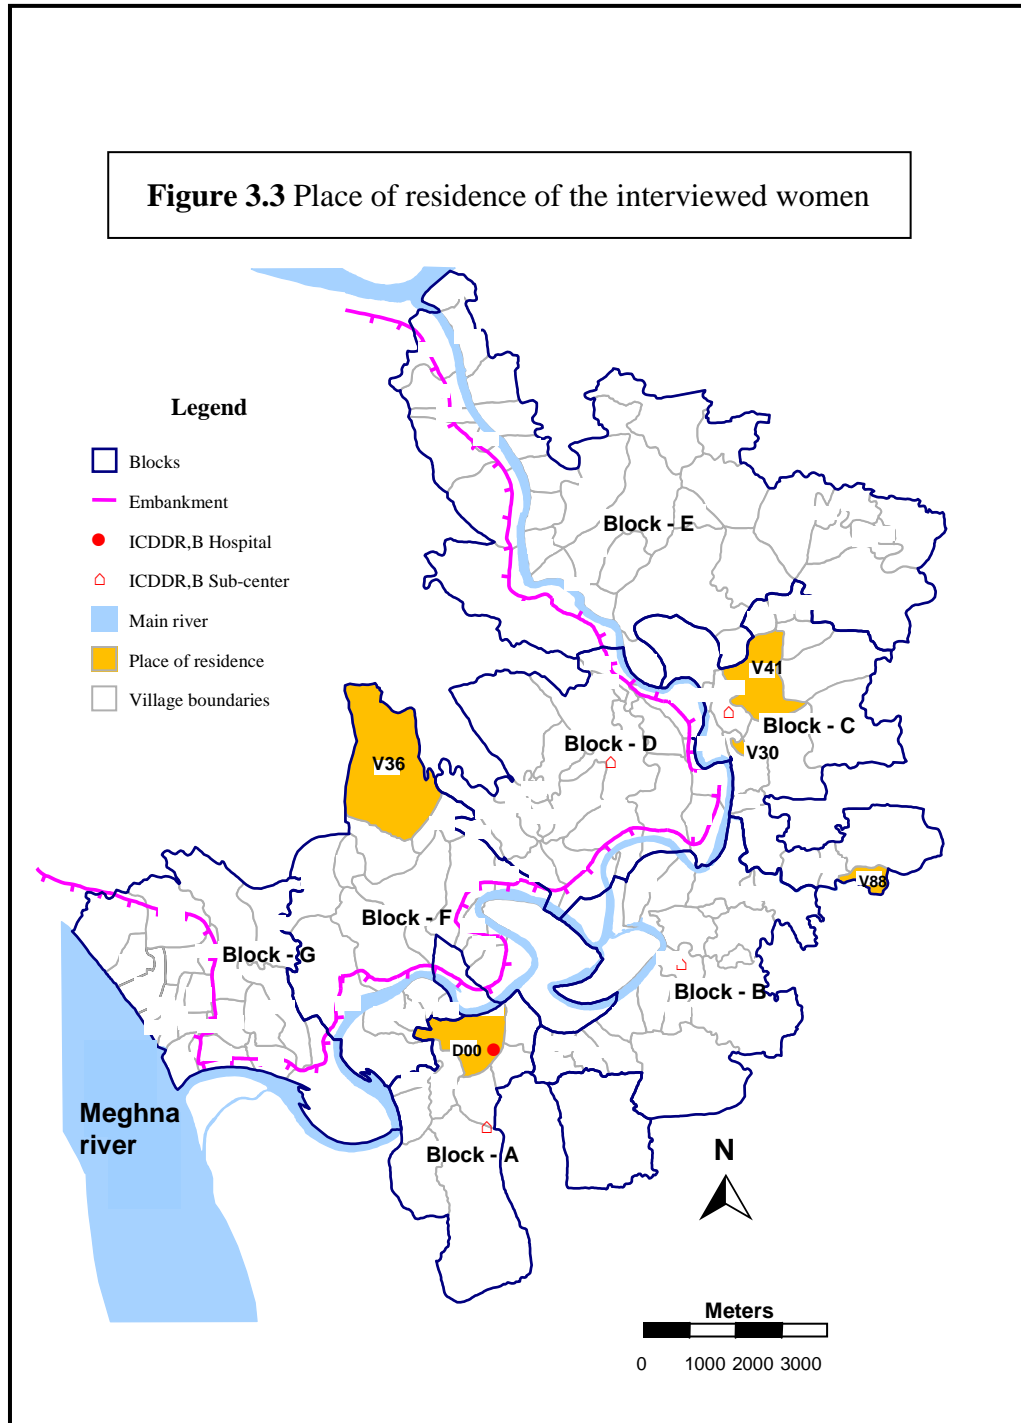 Figure 3.3 Place of residence of the interviewed women
Legend
Blocks
Embankment
ICDDR,B Hospital
ICDDR,B Sub-center
Main river
Place of residence
Village boundaries
Block - E
V41
Block - C
Block - D
V30
V36
V88
Block - F
Block - G
Block - B
D00
Meghna
river
Block - A
N
Meters
0 1000 2000 3000